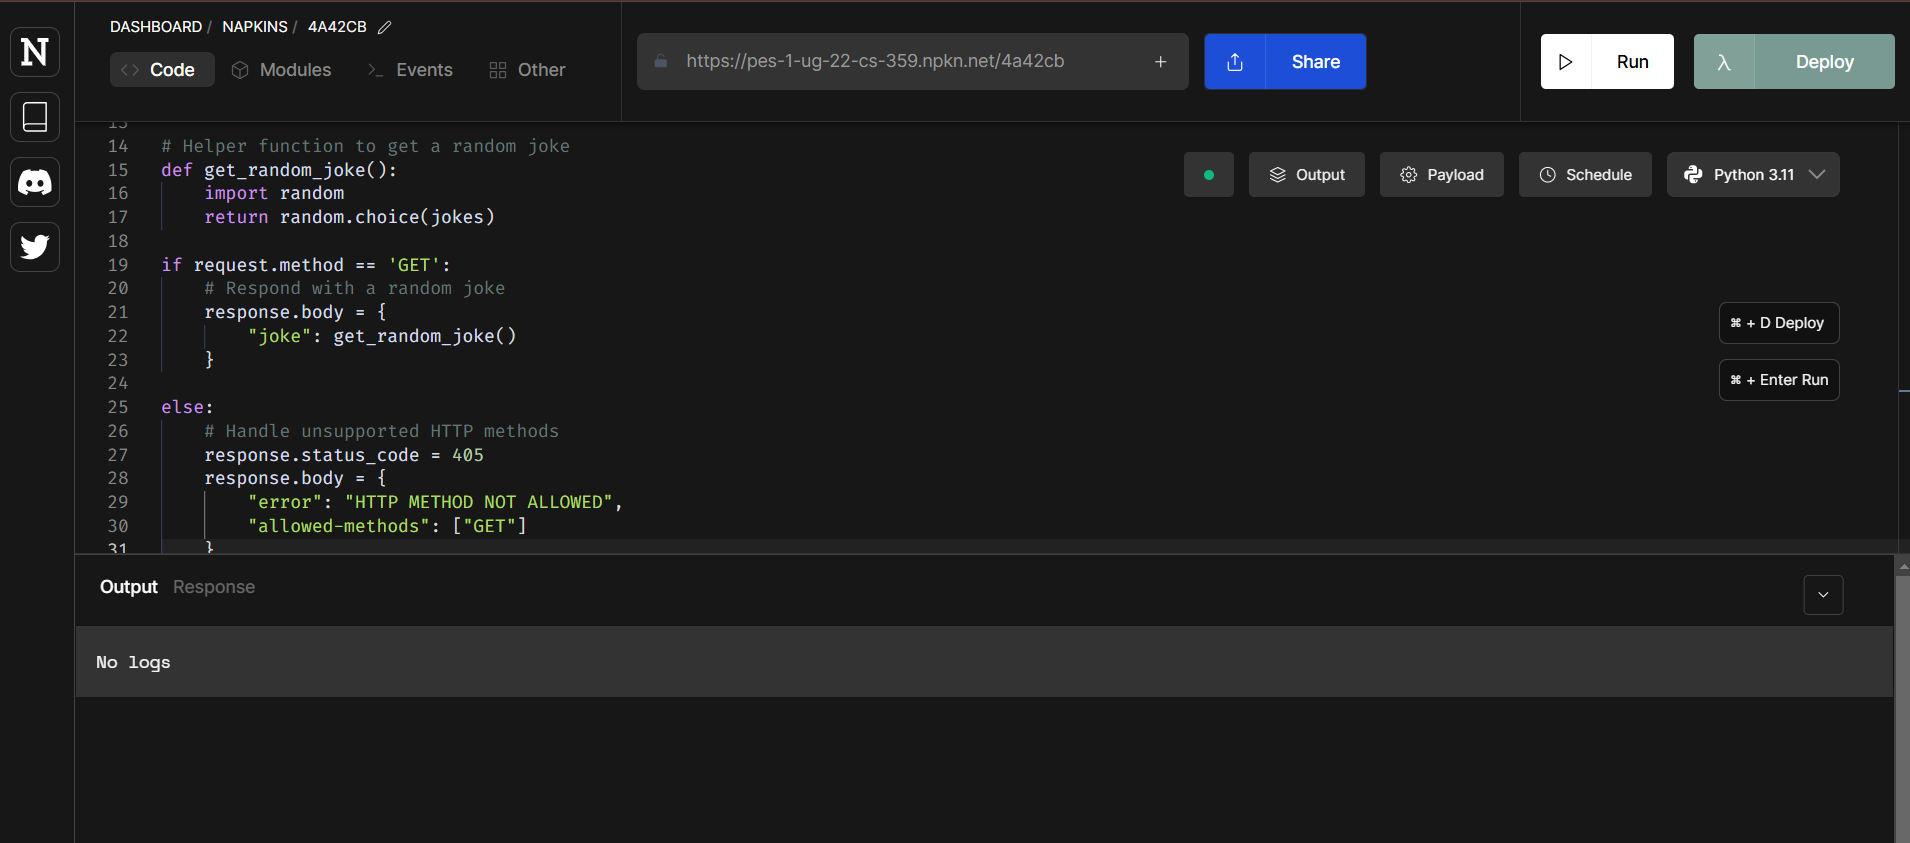 DASHBOARD / NAPKINS / 4A42CB
<> Code Modules >_ Events Other
https://pes-1-ug-22-cs-359.npkn.net/4a42cb +
Share
Run
λ Deploy
N
13
14 # Helper function to get a random joke
15 def get_random_joke():
16 import random
17 return random.choice(jokes)
18
19 if request.method == 'GET':
20 # Respond with a random joke
21 response.body = {
22 "joke": get_random_joke()
23 }
24
25 else:
26 # Handle unsupported HTTP methods
27 response.status_code = 405
28 response.body = {
29 "error": "HTTP METHOD NOT ALLOWED",
30 "allowed-methods": ["GET"]
31 }
Output Payload Schedule Python 3.11
⌘ + D Deploy
⌘ + Enter Run
Output Response
No logs